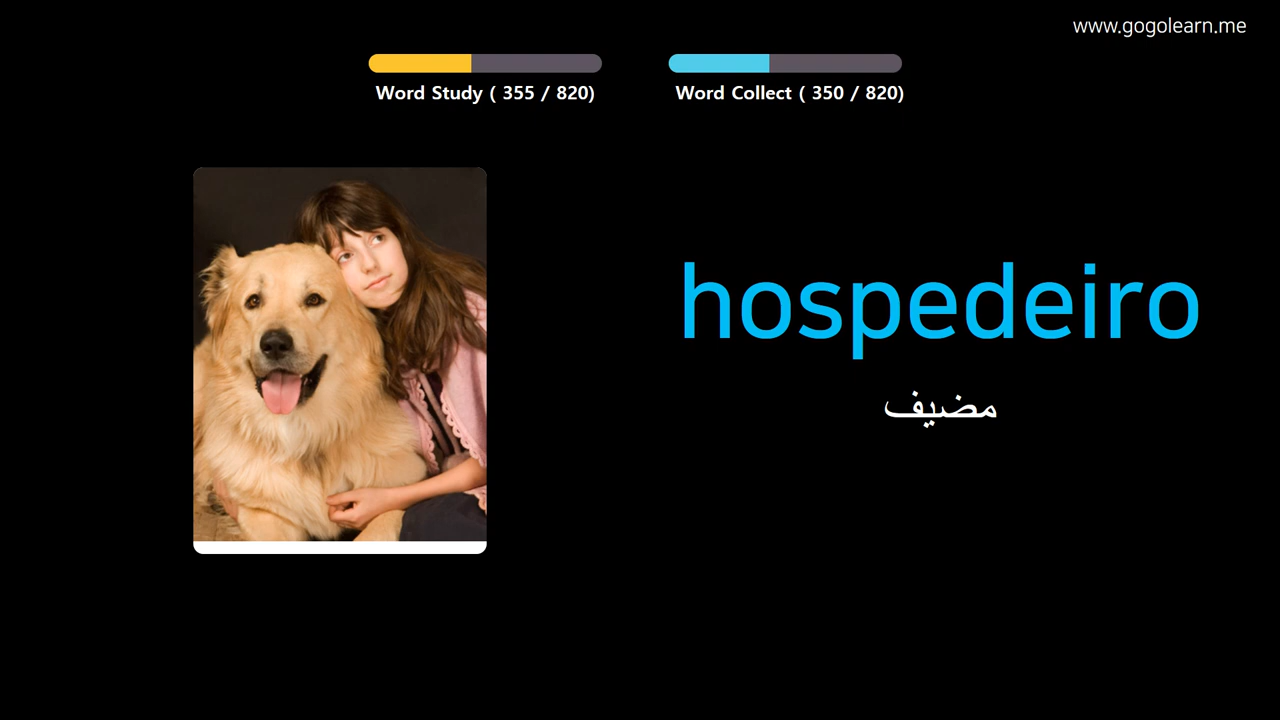 www.gogolearn.me
Word Study ( 355 / 820)
Word Collect ( 350 / 820)
hospedeiro
مضيف